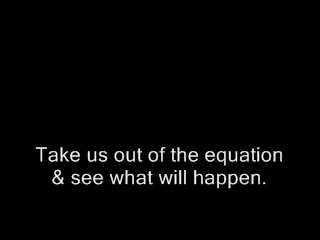 Take us out of the equation
& see what will happen.